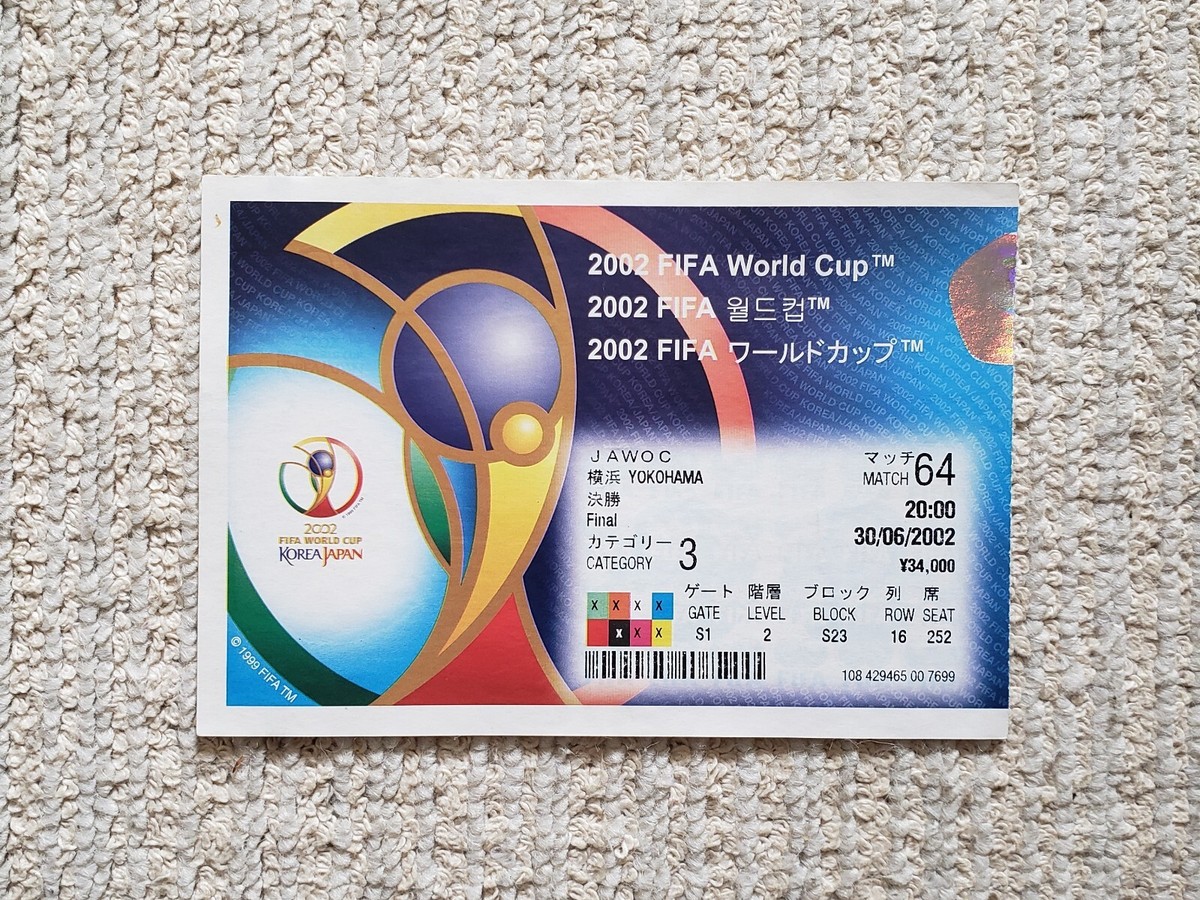 2002 FIFA World Cup™
2002 FIFA 월드컵™
2002 FIFA ワールドカップ™
2002
FIFA WORLD CUP
KOREA JAPAN
© 1999 FIFA TM
JAWOC
横浜 YOKOHAMA
決勝
Final
カテゴリー
CATEGORY 3
マッチ
MATCH 64
20:00
30/06/2002
¥34,000
ゲート 階層 ブロック 列 席
GATE LEVEL BLOCK ROW SEAT
S1 2 S23 16 252
X X X X
X X X
108 429465 00 7699